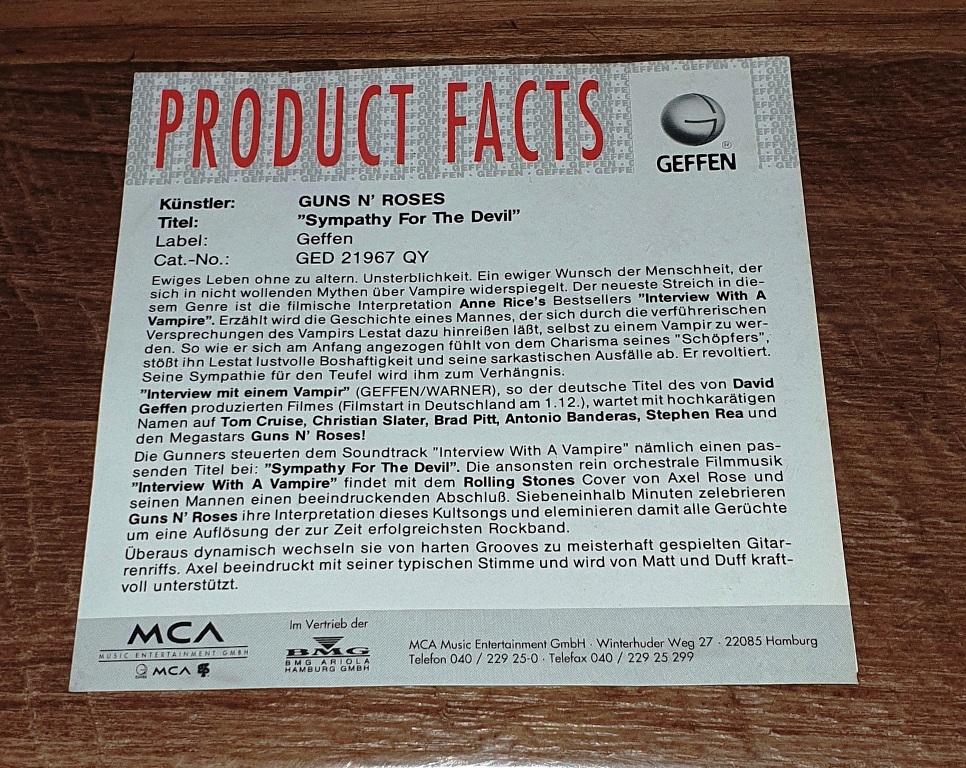 PRODUCT FACTS
GEFFEN
Künstler: GUNS N' ROSES
Titel: "Sympathy For The Devil"
Label: Geffen
Cat.-No.: GED 21967 QY
Ewiges Leben ohne zu altern. Unsterblichkeit. Ein ewiger Wunsch der Menschheit, der
sich in nicht wollenden Mythen über Vampire widerspiegelt. Der neueste Streich in die-
sem Genre ist die filmische Interpretation Anne Rice's Bestsellers "Interview With A
Vampire". Erzählt wird die Geschichte eines Mannes, der sich durch die verführerischen
Versprechungen des Vampirs Lestat dazu hinreißen läßt, selbst zu einem Vampir zu wer-
den. So wie er sich am Anfang angezogen fühlt von dem Charisma seines "Schöpfers",
stößt ihn Lestat lustvolle Boshaftigkeit und seine sarkastischen Ausfälle ab. Er revoltiert.
Seine Sympathie für den Teufel wird ihm zum Verhängnis.
"Interview mit einem Vampir" (GEFFEN/WARNER), so der deutsche Titel des von David
Geffen produzierten Filmes (Filmstart in Deutschland am 1.12.), wartet mit hochkarätigen
Namen auf Tom Cruise, Christian Slater, Brad Pitt, Antonio Banderas, Stephen Rea und
den Megastars Guns N' Roses!
Die Gunners steuerten dem Soundtrack "Interview With A Vampire" nämlich einen pas-
senden Titel bei: "Sympathy For The Devil". Die ansonsten rein orchestrale Filmmusik
"Interview With A Vampire" findet mit dem Rolling Stones Cover von Axel Rose und
seinen Mannen einen beeindruckenden Abschluß. Siebeneinhalb Minuten zelebrieren
Guns N' Roses ihre Interpretation dieses Kultsongs und eleminieren damit alle Gerüchte
um eine Auflösung der zur Zeit erfolgreichsten Rockband.
Überaus dynamisch wechseln sie von harten Grooves zu meisterhaft gespielten Gitar-
renriffs. Axel beeindruckt mit seiner typischen Stimme und wird von Matt und Duff kraft-
voll unterstützt.
MCA
MUSIC ENTERTAINMENT GMBH
MCA
Im Vertrieb der
BMG
BMG ARIOLA
HAMBURG GMBH
MCA Music Entertainment GmbH · Winterhuder Weg 27 · 22085 Hamburg
Telefon 040 / 229 25-0 · Telefax 040 / 229 25 299